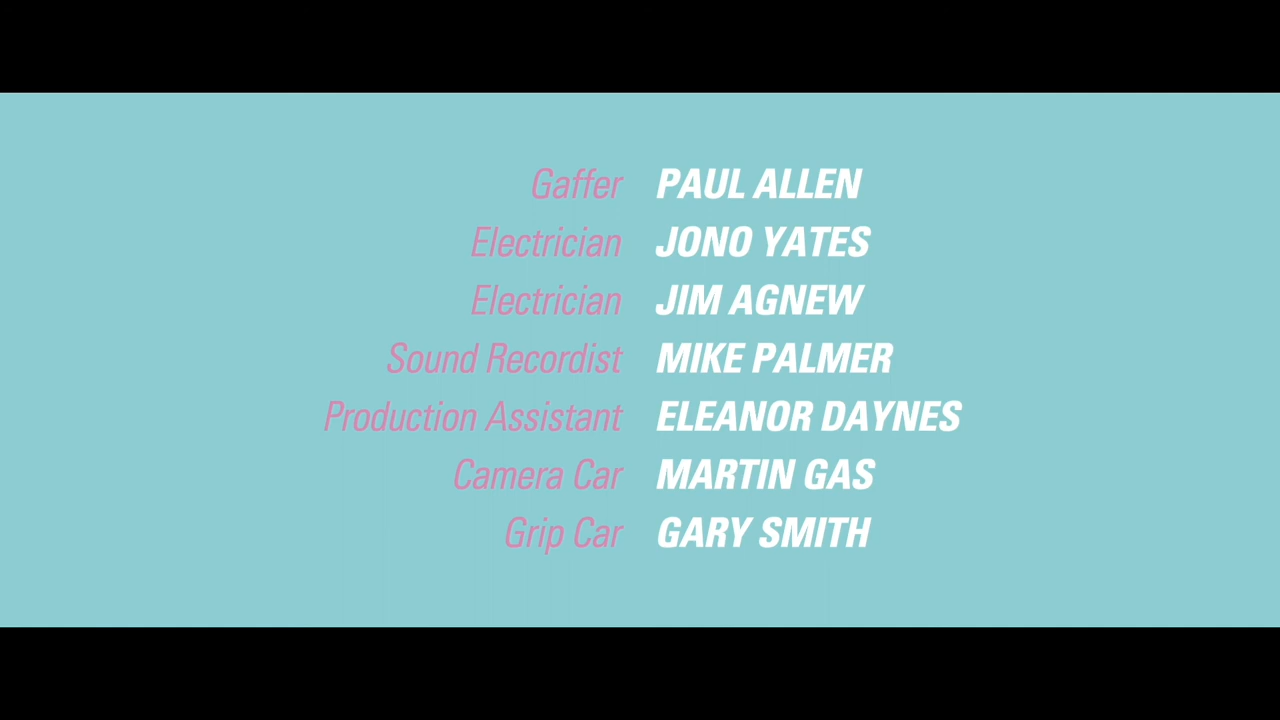 Gaffer PAUL ALLEN
Electrician JONO YATES
Electrician JIM AGNEW
Sound Recordist MIKE PALMER
Production Assistant ELEANOR DAYNES
Camera Car MARTIN GAS
Grip Car GARY SMITH